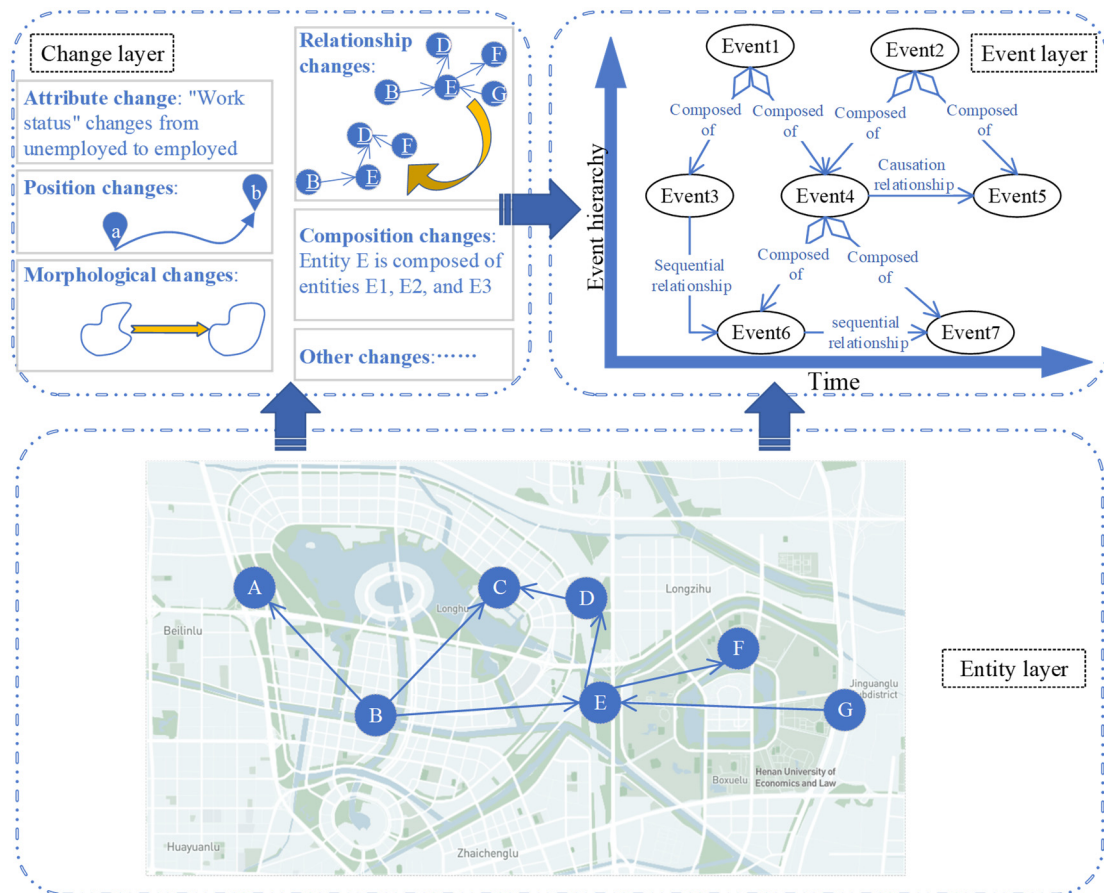 Change layer
Attribute change: "Work
status" changes from
unemployed to employed
Position changes:
a
b
Morphological changes:
Relationship
changes:
D
F
B
E
G
D
F
B
E
Composition changes:
Entity E is composed of
entities E1, E2, and E3
Other changes:⋯⋯
Event layer
Event hierarchy
Time
Event1
Event2
Composed
of
Composed
of
Composed
of
Composed
of
Event3
Event4
Causation
relationship
Event5
Sequential
relationship
Composed
of
Composed
of
Event6
sequential
relationship
Event7
Entity layer
A
C
D
Longhu
Longzihu
Beilinlu
F
B
E
G
Jinguanglu
ubdistrict
Boxuelu
Henan University of
Economics and Law
Huayuanlu
Zhaichenglu